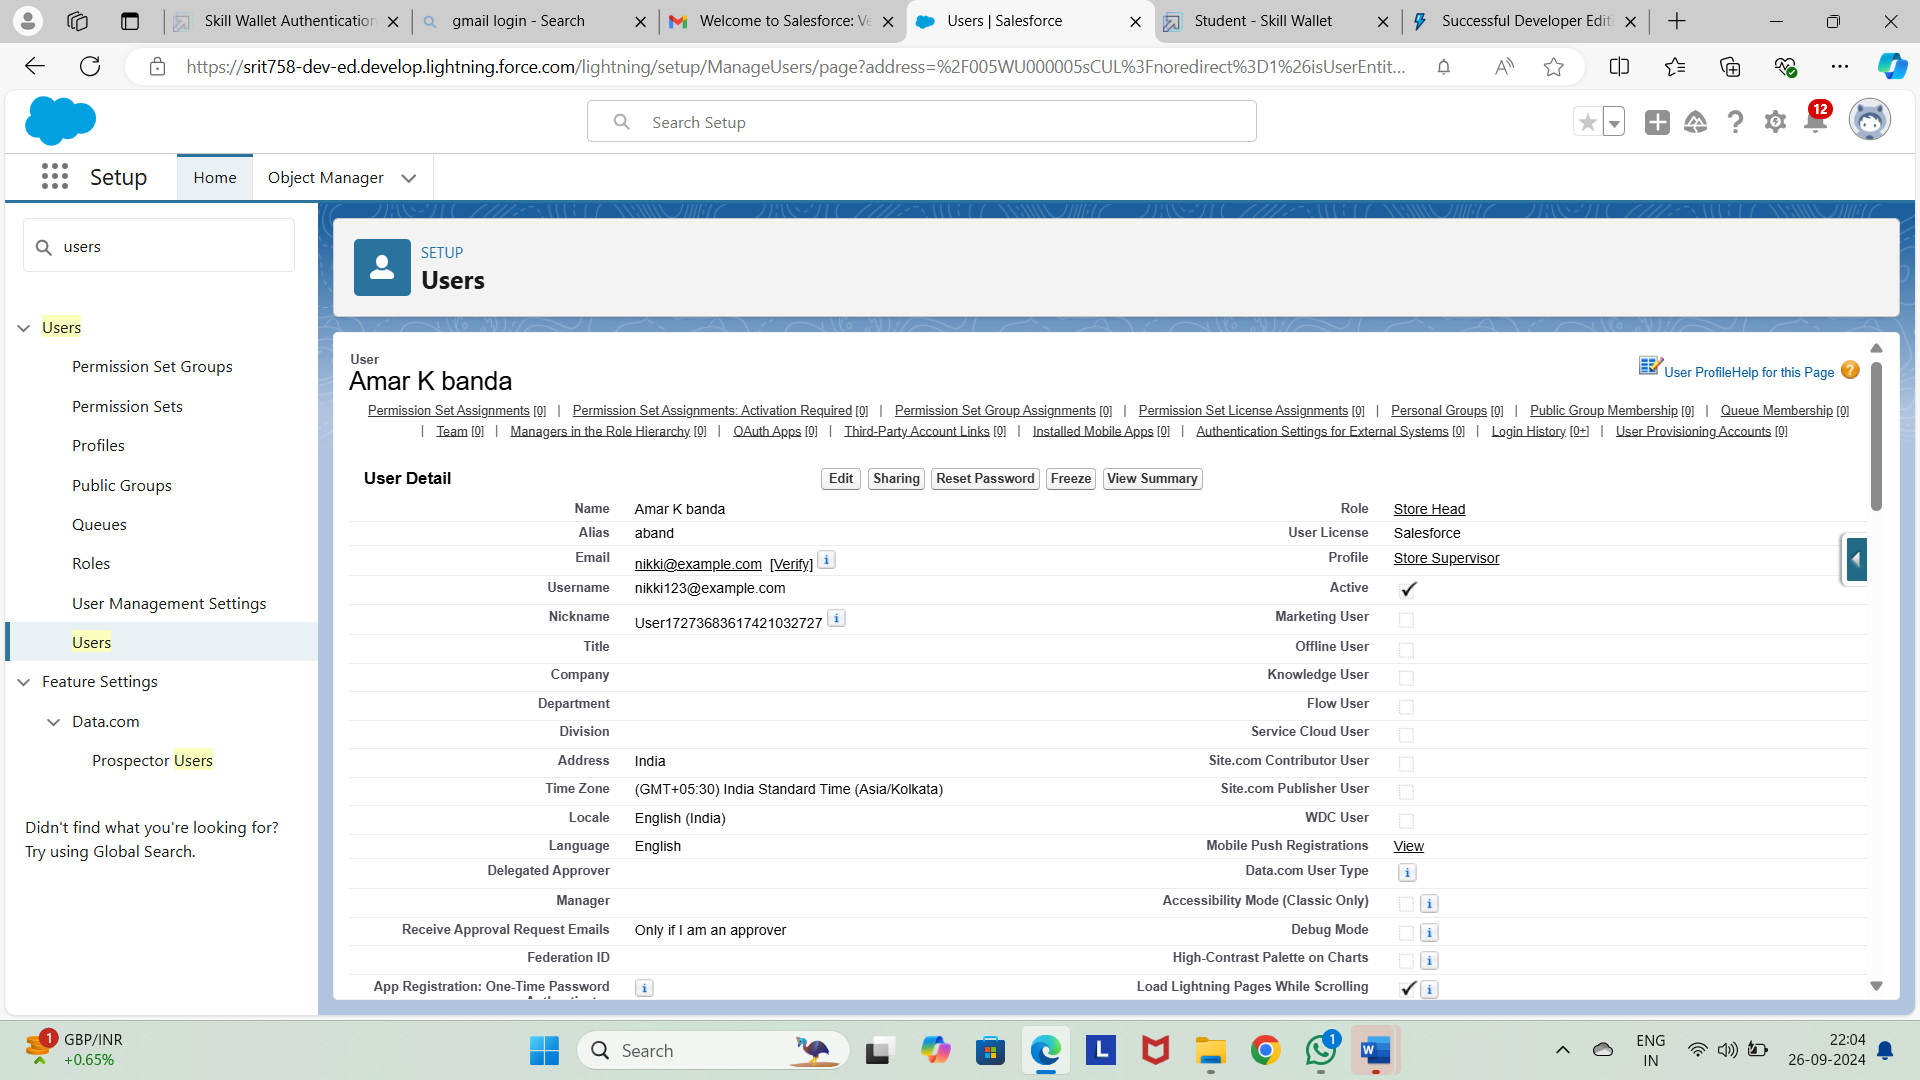 Skill Wallet Authentication
gmail login - Search
Welcome to Salesforce: Ve
Users | Salesforce
Student - Skill Wallet
Successful Developer Editi
https://srit758-dev-ed.develop.lightning.force.com/lightning/setup/ManageUsers/page?address=%2F005WU000005sCUL%3Fnoredirect%3D1%26isUserEntit...
Search Setup
12
Setup
Home
Object Manager
users
Users
Permission Set Groups
Permission Sets
Profiles
Public Groups
Queues
Roles
User Management Settings
Users
Feature Settings
Data.com
Prospector Users
Didn't find what you're looking for?
Try using Global Search.
SETUP
Users
User
Amar K banda
User Profile Help for this Page
Permission Set Assignments [0] | Permission Set Assignments: Activation Required [0] | Permission Set Group Assignments [0] | Permission Set License Assignments [0] | Personal Groups [0] | Public Group Membership [0] | Queue Membership [0]
| Team [0] | Managers in the Role Hierarchy [0] | OAuth Apps [0] | Third-Party Account Links [0] | Installed Mobile Apps [0] | Authentication Settings for External Systems [0] | Login History [0+] | User Provisioning Accounts [0]
User Detail
Edit Sharing Reset Password Freeze View Summary
Name Amar K banda Role Store Head
Alias aband User License Salesforce
Email nikki@example.com [Verify] Profile Store Supervisor
Username nikki123@example.com Active
Nickname User17273683617421032727 Marketing User
Title Offline User
Company Knowledge User
Department Flow User
Division Service Cloud User
Address India Site.com Contributor User
Time Zone (GMT+05:30) India Standard Time (Asia/Kolkata) Site.com Publisher User
Locale English (India) WDC User
Language English Mobile Push Registrations View
Delegated Approver Data.com User Type
Manager Accessibility Mode (Classic Only)
Receive Approval Request Emails Only if I am an approver Debug Mode
Federation ID High-Contrast Palette on Charts
App Registration: One-Time Password Load Lightning Pages While Scrolling
1
GBP/INR
+0.65%
Search
L
1
W
ENG
IN
22:04
26-09-2024